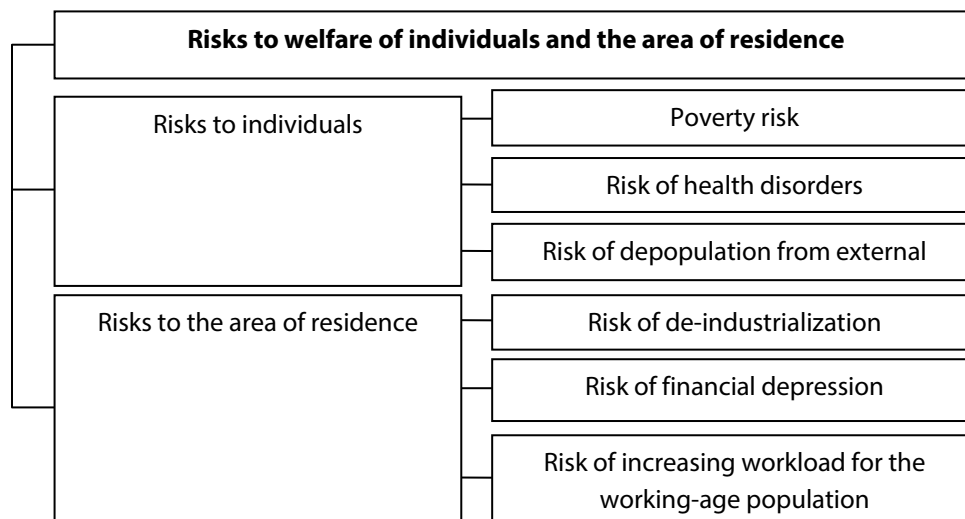 Risks to welfare of individuals and the area of residence
Risks to individuals
Poverty risk
Risk of health disorders
Risk of depopulation from external
Risks to the area of residence
Risk of de-industrialization
Risk of financial depression
Risk of increasing workload for the
working-age population